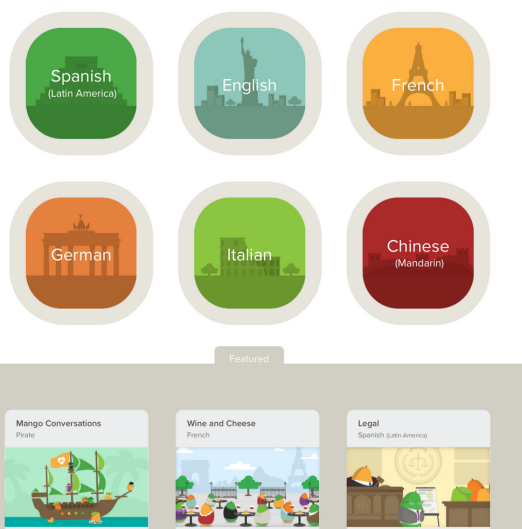 Spanish
(Latin America)
English
French
German
Italian
Chinese
(Mandarin)
Featured
Mango Conversations
Pirate
Wine and Cheese
French
Legal
Spanish (Latin America)